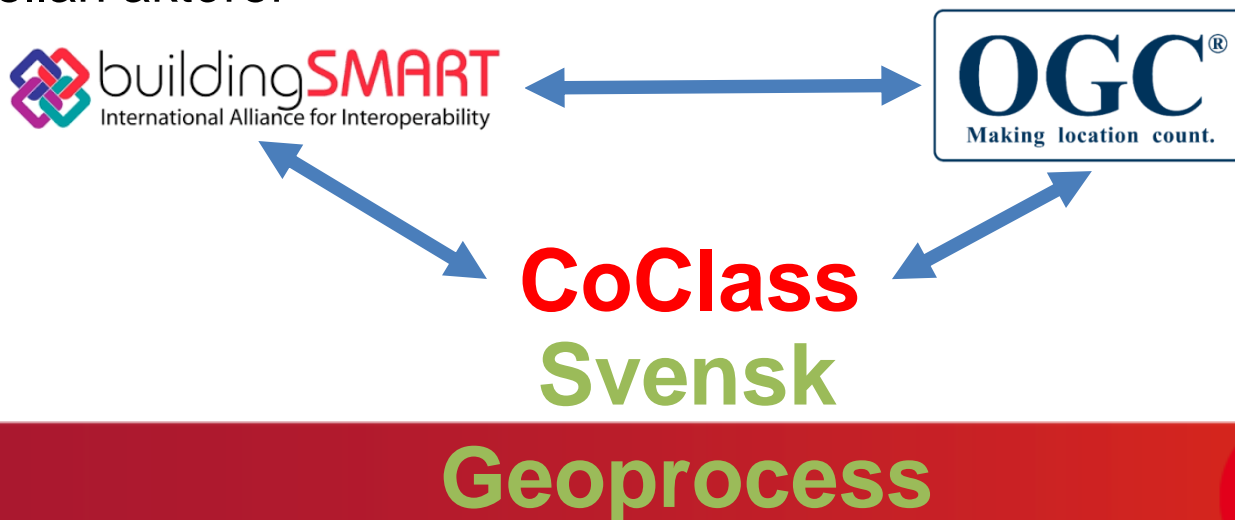 buildingSMART
International Alliance for Interoperability
OGC®
Making location count.
CoClass
Svensk
Geoprocess